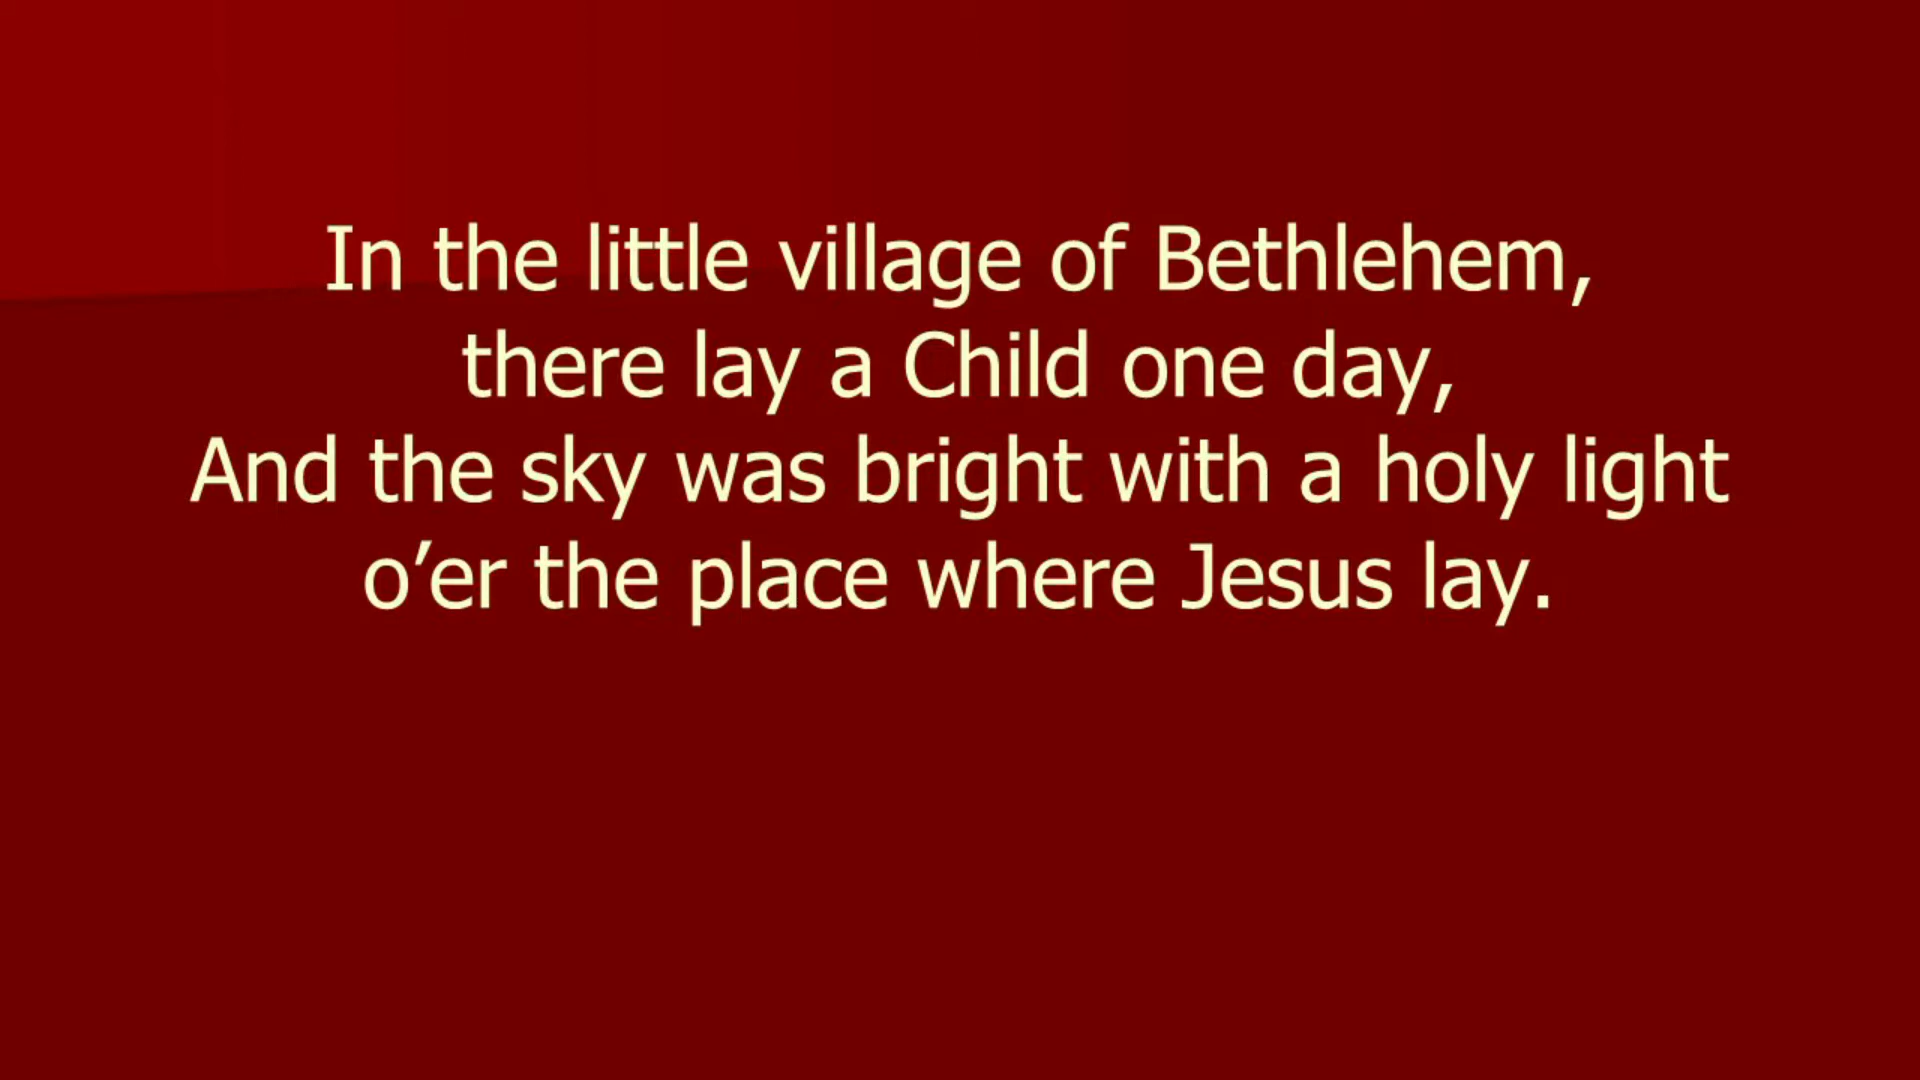 In the little village of Bethlehem,
there lay a Child one day,
And the sky was bright with a holy light
o’er the place where Jesus lay.